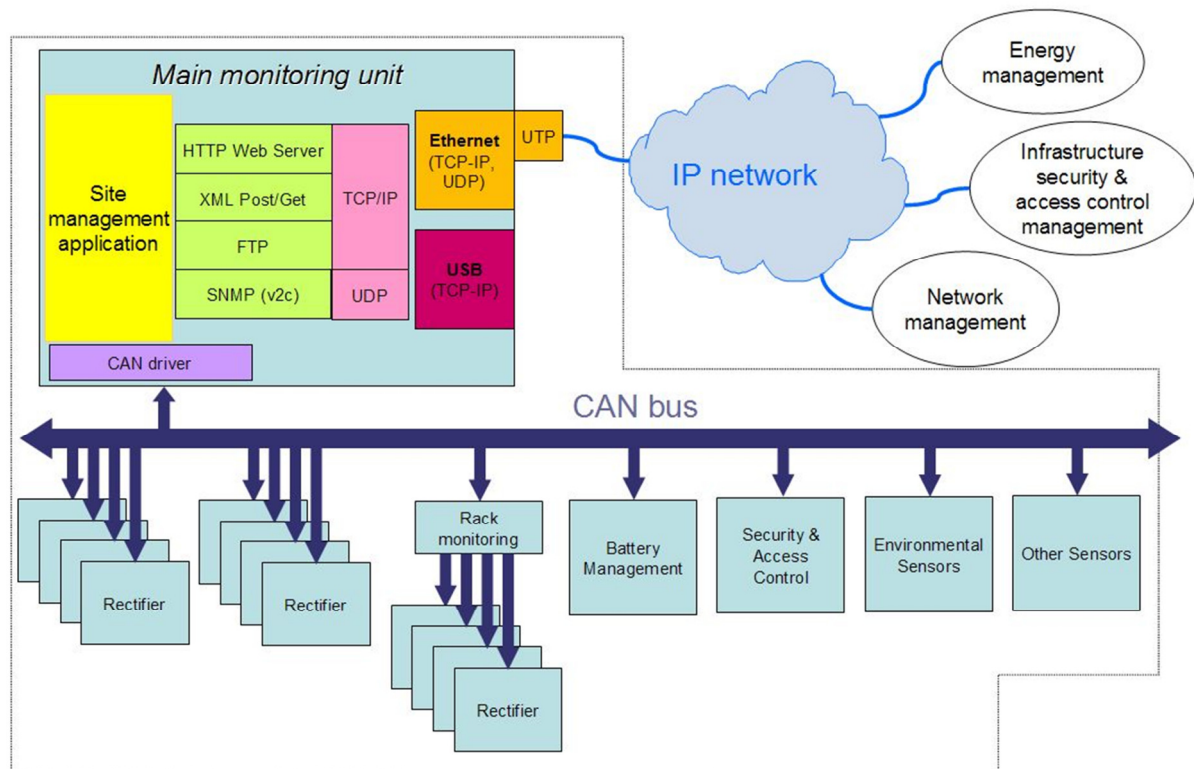 Main monitoring unit
Site
management
application
HTTP Web Server
XML Post/Get
FTP
SNMP (v2c)
TCP/IP
UDP
Ethernet
(TCP-IP,
UDP)
UTP
USB
(TCP-IP)
CAN driver
IP network
Energy
management
Infrastructure
security &
access control
management
Network
management
CAN bus
Rectifier
Rectifier
Rack
monitoring
Rectifier
Battery
Management
Security &
Access
Control
Environmental
Sensors
Other Sensors